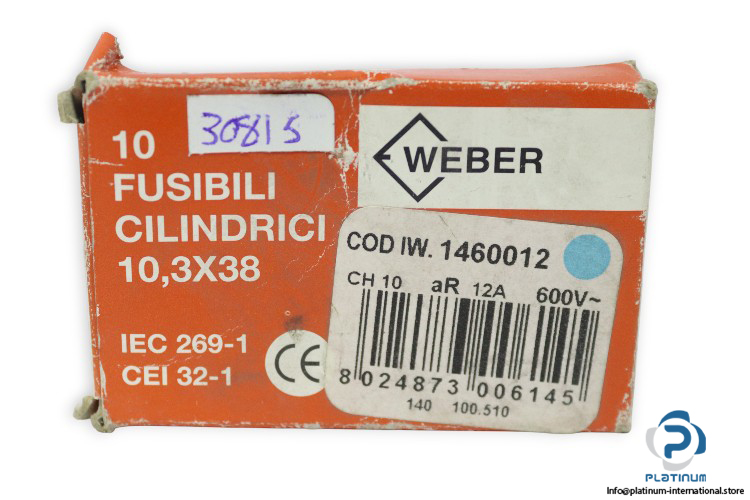 30815
10
FUSIBILI
CILINDRICI
10,3X38
IEC 269-1
CEI 32-1
CE
WEBER
COD IW. 1460012
CH 10 aR 12A 600V~
8 024873 006145
140 100.510
PLATINUM
Info@platinum-international.store